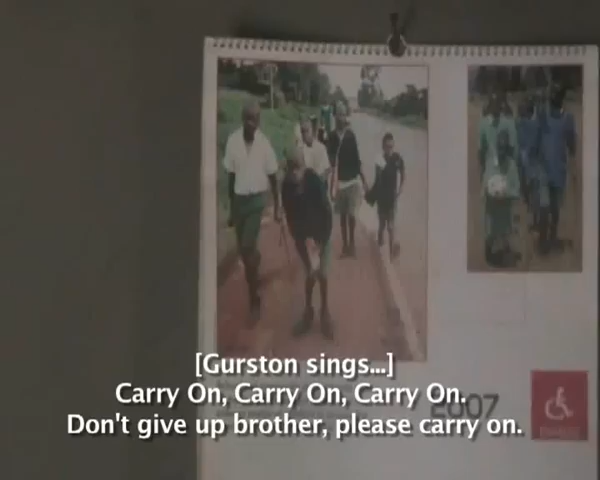 [Gurston sings...]
Carry On, Carry On, Carry On.
2007
Don't give up brother, please carry on.